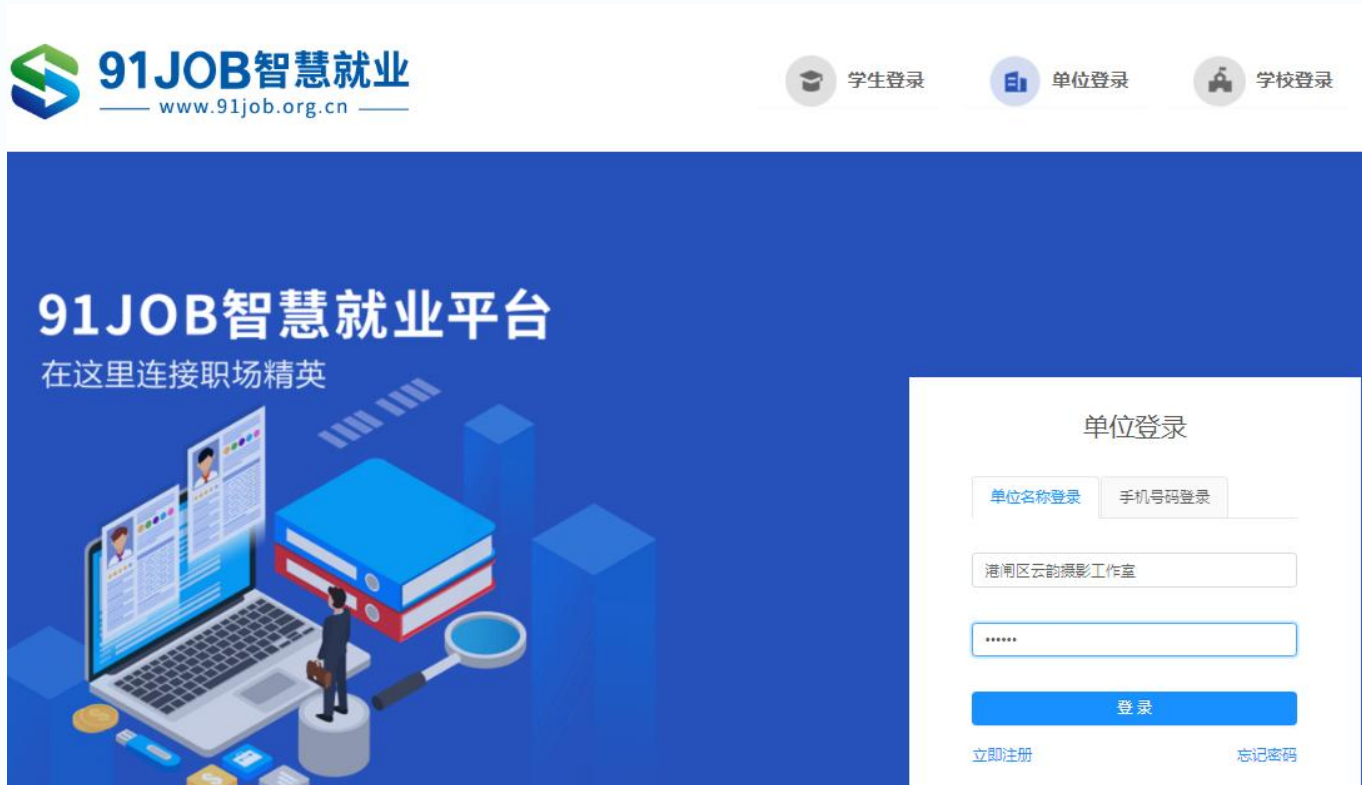 91JOB智慧就业
www.91job.org.cn
学生登录
单位登录
学校登录
91JOB智慧就业平台
在这里连接职场精英
单位登录
单位名称登录 手机号码登录
港闸区云韵摄影工作室
••••••
登 录
立即注册 忘记密码